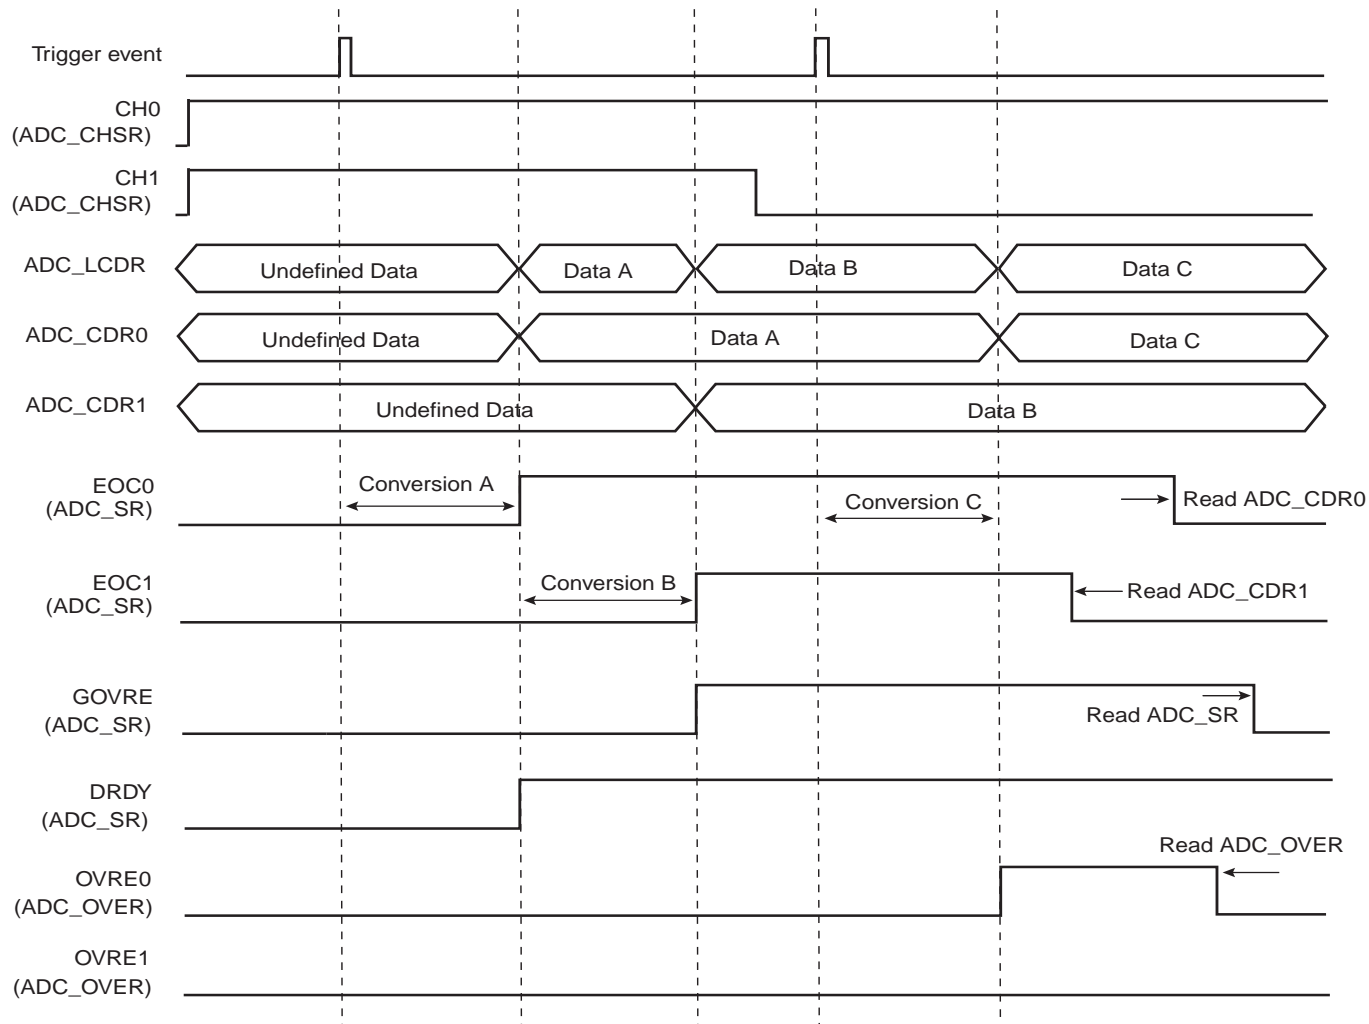 Trigger event
CH0
(ADC_CHSR)
CH1
(ADC_CHSR)
ADC_LCDR
Undefined Data
Data A
Data B
Data C
ADC_CDR0
Undefined Data
Data A
Data C
ADC_CDR1
Undefined Data
Data B
EOC0
(ADC_SR)
Conversion A
Conversion C
Read ADC_CDR0
EOC1
(ADC_SR)
Conversion B
Read ADC_CDR1
GOVRE
(ADC_SR)
Read ADC_SR
DRDY
(ADC_SR)
Read ADC_OVER
OVRE0
(ADC_OVER)
OVRE1
(ADC_OVER)